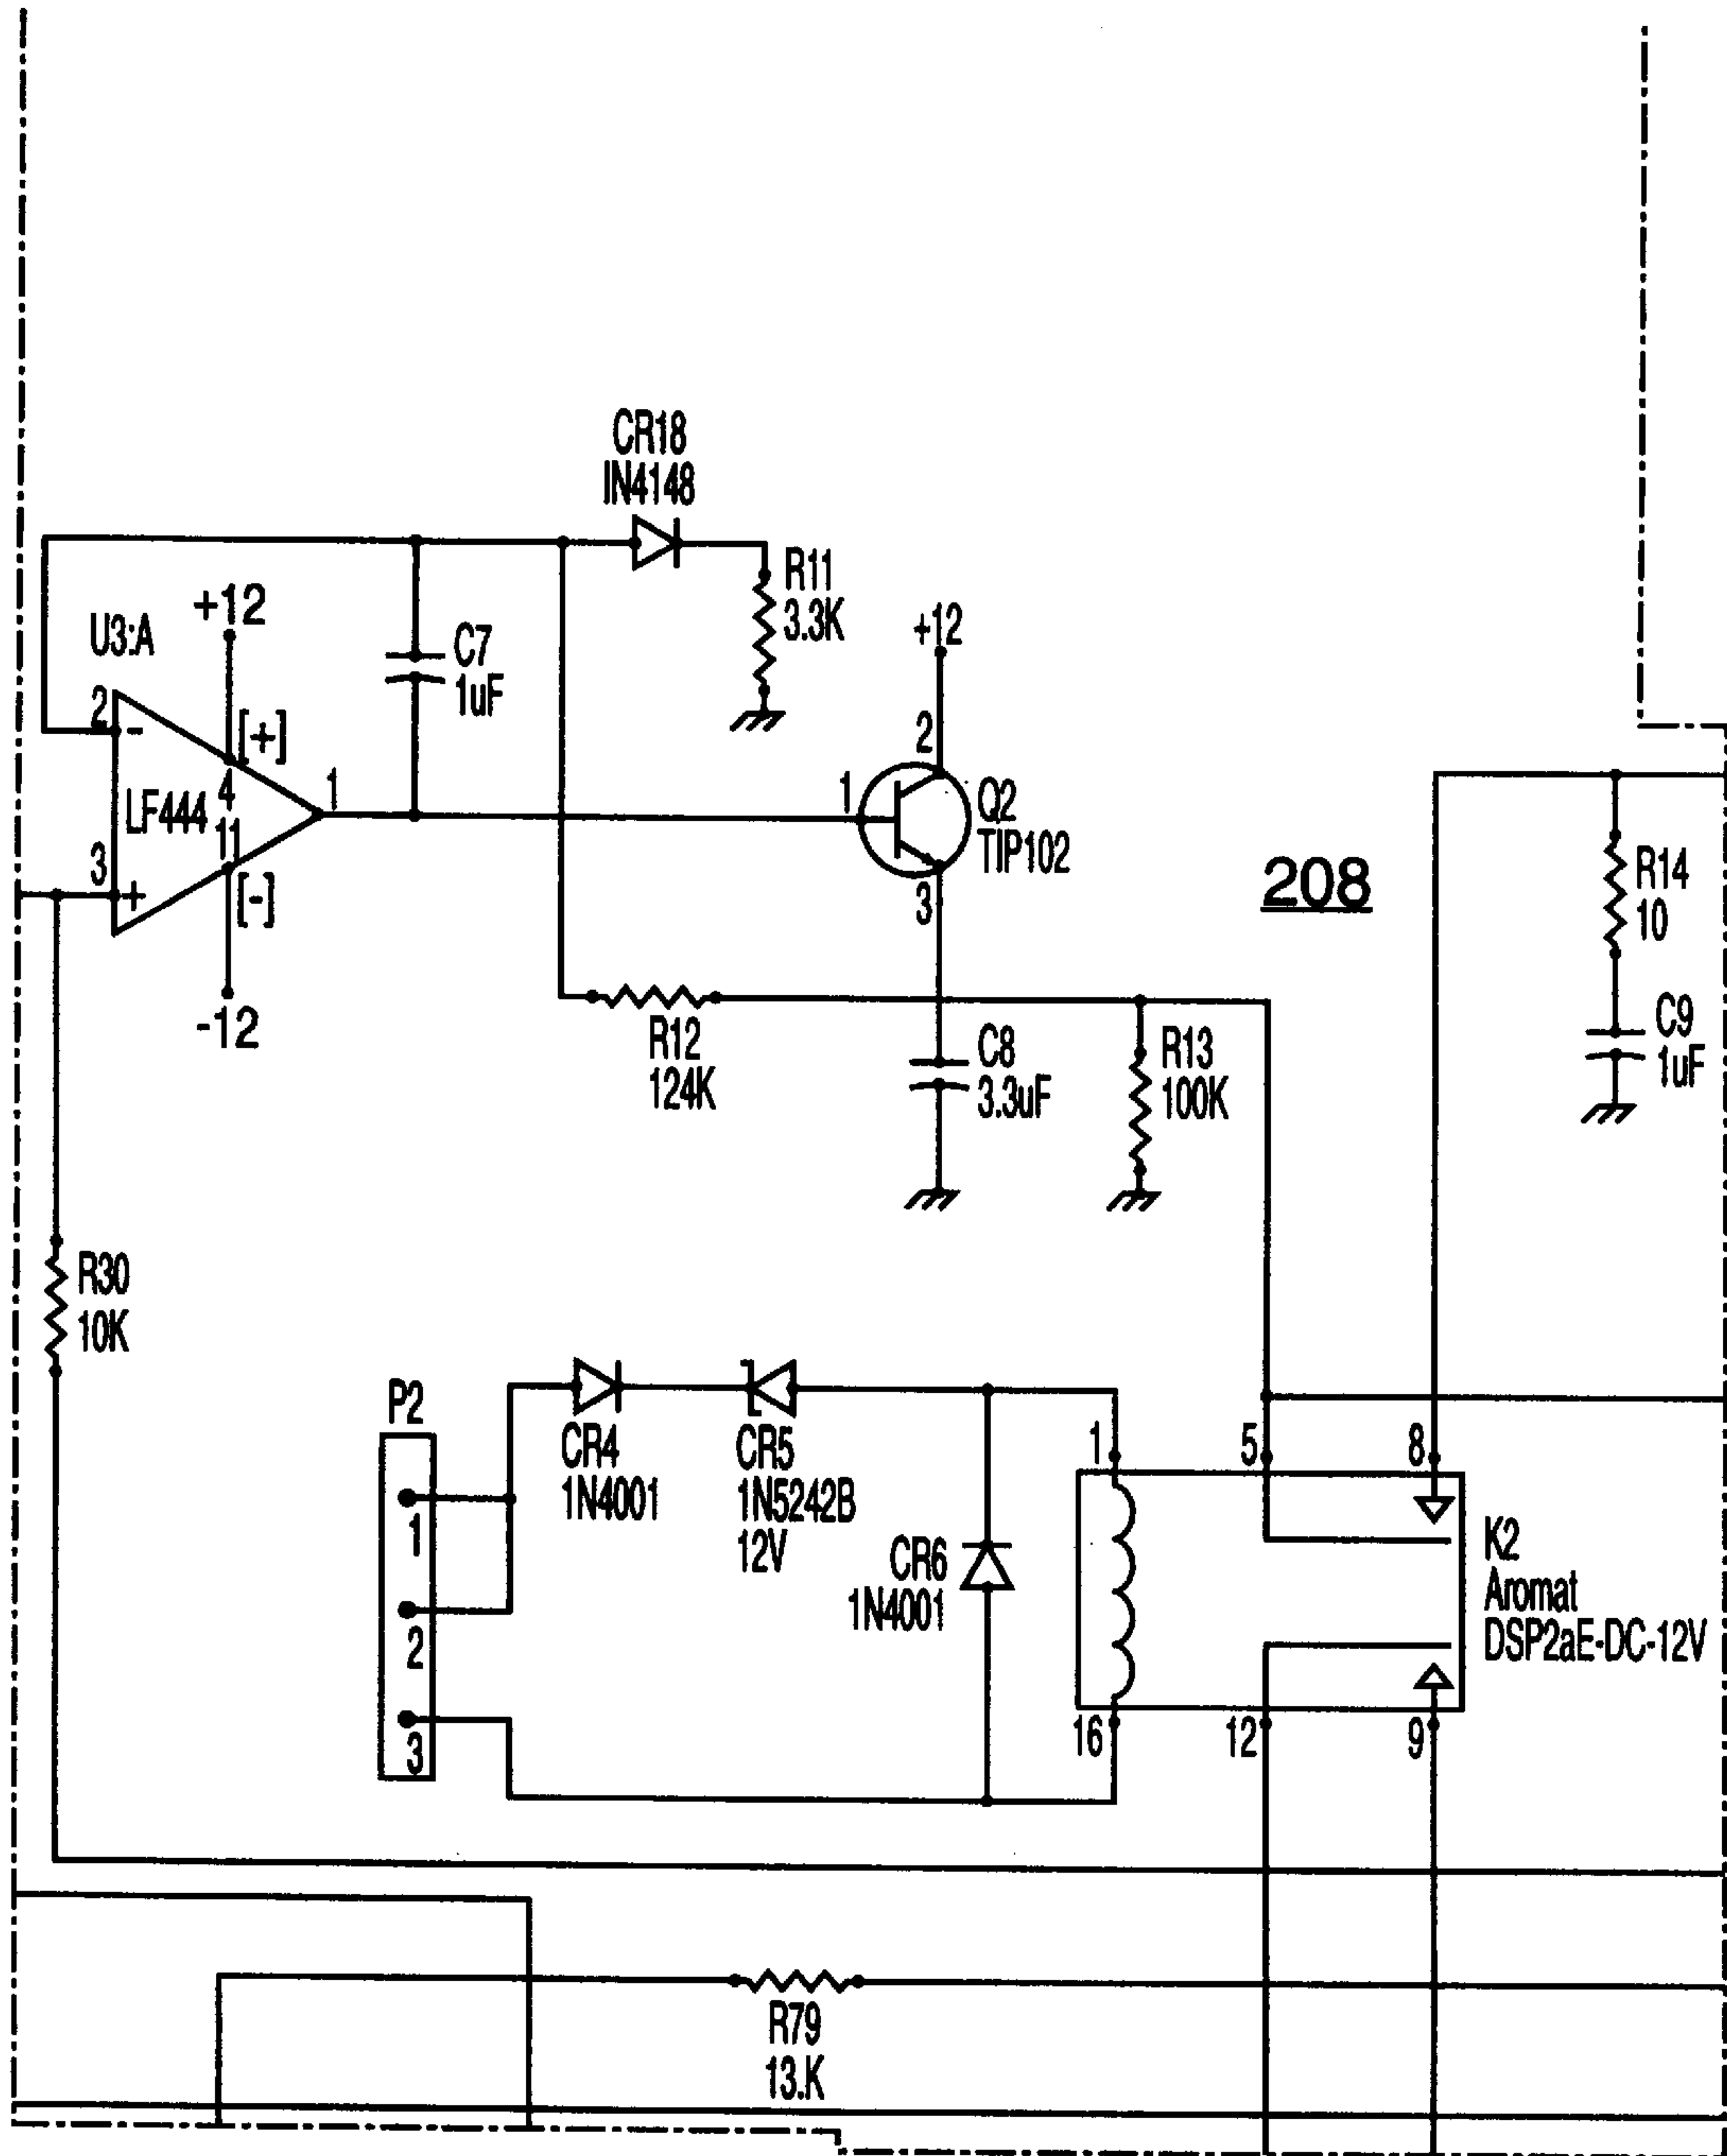 CR18
IN4148
R11
3.3K
+12
U3:A
C7
1uF
+12
2
-
[+]
4
LF444
11
1
3
+
[-]
-12
2
1
Q2
TIP102
3
208
R14
10
R12
124K
C8
3.3uF
R13
100K
C9
1uF
R30
10K
P2
CR4
1N4001
CR5
1N5242B
12V
1
5
8
1
2
3
CR6
1N4001
K2
Aromat
DSP2aE-DC-12V
16
12
9
R79
13.K